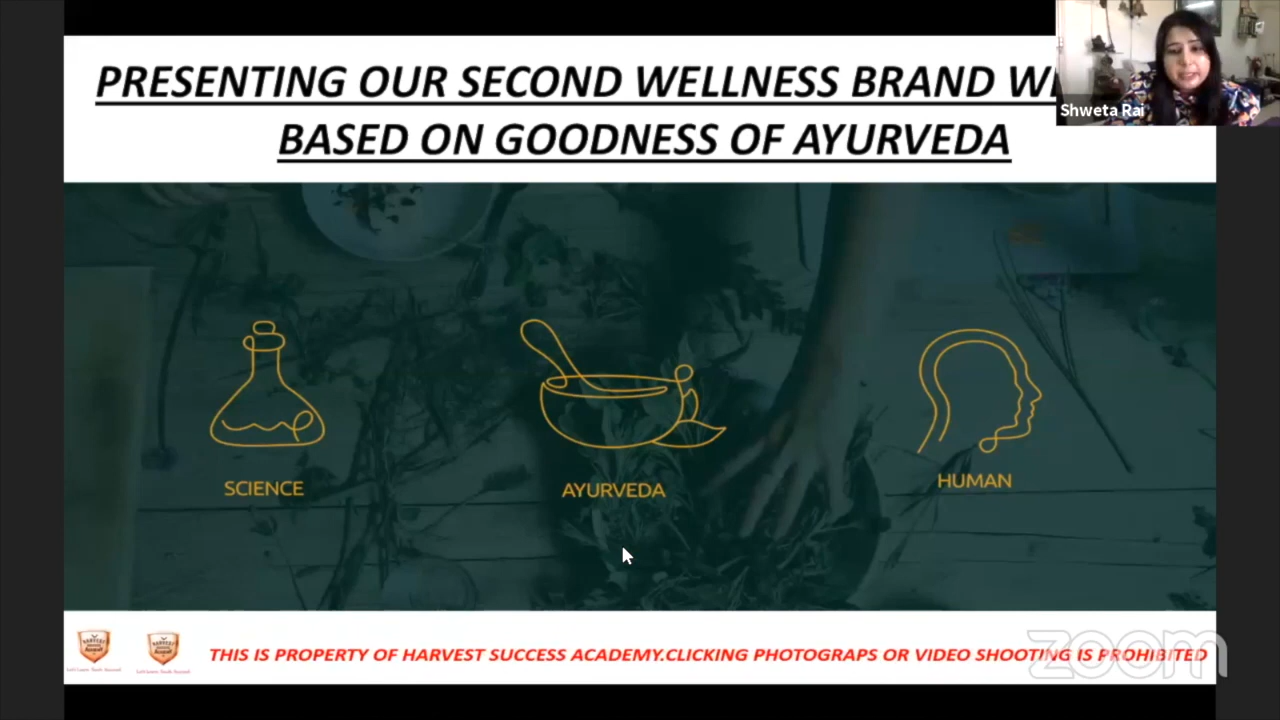 PRESENTING OUR SECOND WELLNESS BRAND
BASED ON GOODNESS OF AYURVEDA
Shweta Rai
SCIENCE
AYURVEDA
HUMAN
THIS IS PROPERTY OF HARVEST SUCCESS ACADEMY.CLICKING PHOTOGRAPS OR VIDEO SHOOTING IS PROHIBITED
zoom